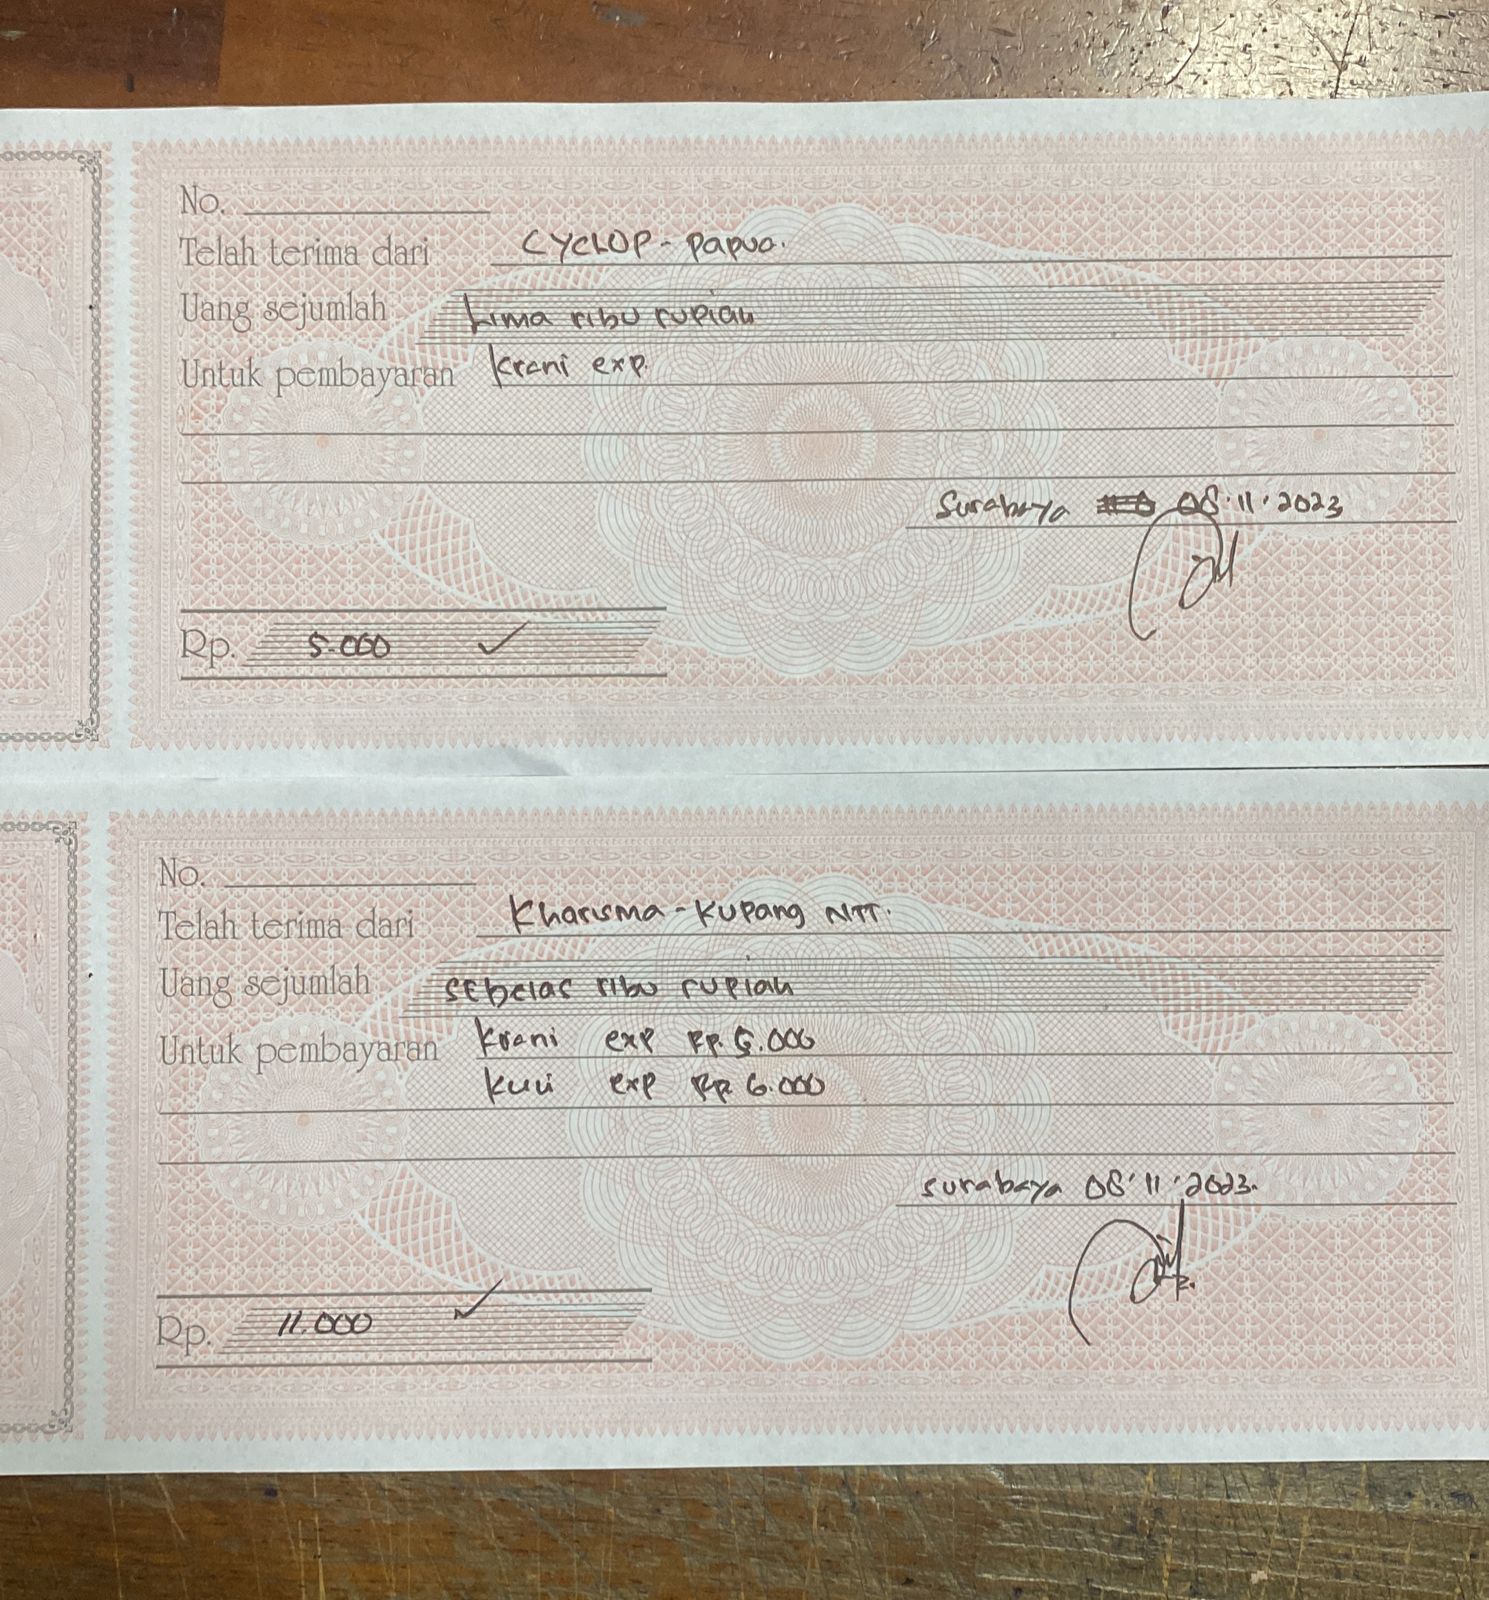 No.
Telah terima dari CYCLOP - Papua.
Uang sejumlah Lima ribu rupiah
Untuk pembayaran Krani exp.
Surabaya 08.11.2023
Rp. 5.000
No.
Telah terima dari Kharisma - Kupang NTT.
Uang sejumlah sebelas ribu rupiah
Untuk pembayaran Krani exp Rp. 5.000
Kuli exp Rp 6.000
Surabaya 08.11.2023.
Rp. 11.000